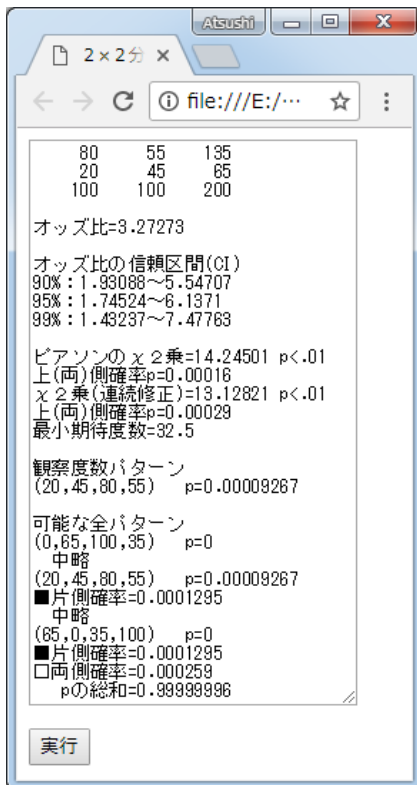 Atsushi
2×2分
file:///E:/…
80 55 135
20 45 65
100 100 200
オッズ比=3.27273
オッズ比の信頼区間(CI)
90%:1.93088～5.54707
95%:1.74524～6.1371
99%:1.43237～7.47763
ピアソンのχ2乗=14.24501 p<.01
上(両)側確率p=0.00016
χ2乗(連続修正)=13.12821 p<.01
上(両)側確率p=0.00029
最小期待度数=32.5
観察度数パターン
(20,45,80,55) p=0.00009267
可能な全パターン
(0,65,100,35) p=0
中略
(20,45,80,55) p=0.00009267
■片側確率=0.0001295
中略
(65,0,35,100) p=0
■片側確率=0.0001295
□両側確率=0.000259
pの総和=0.99999996
実行